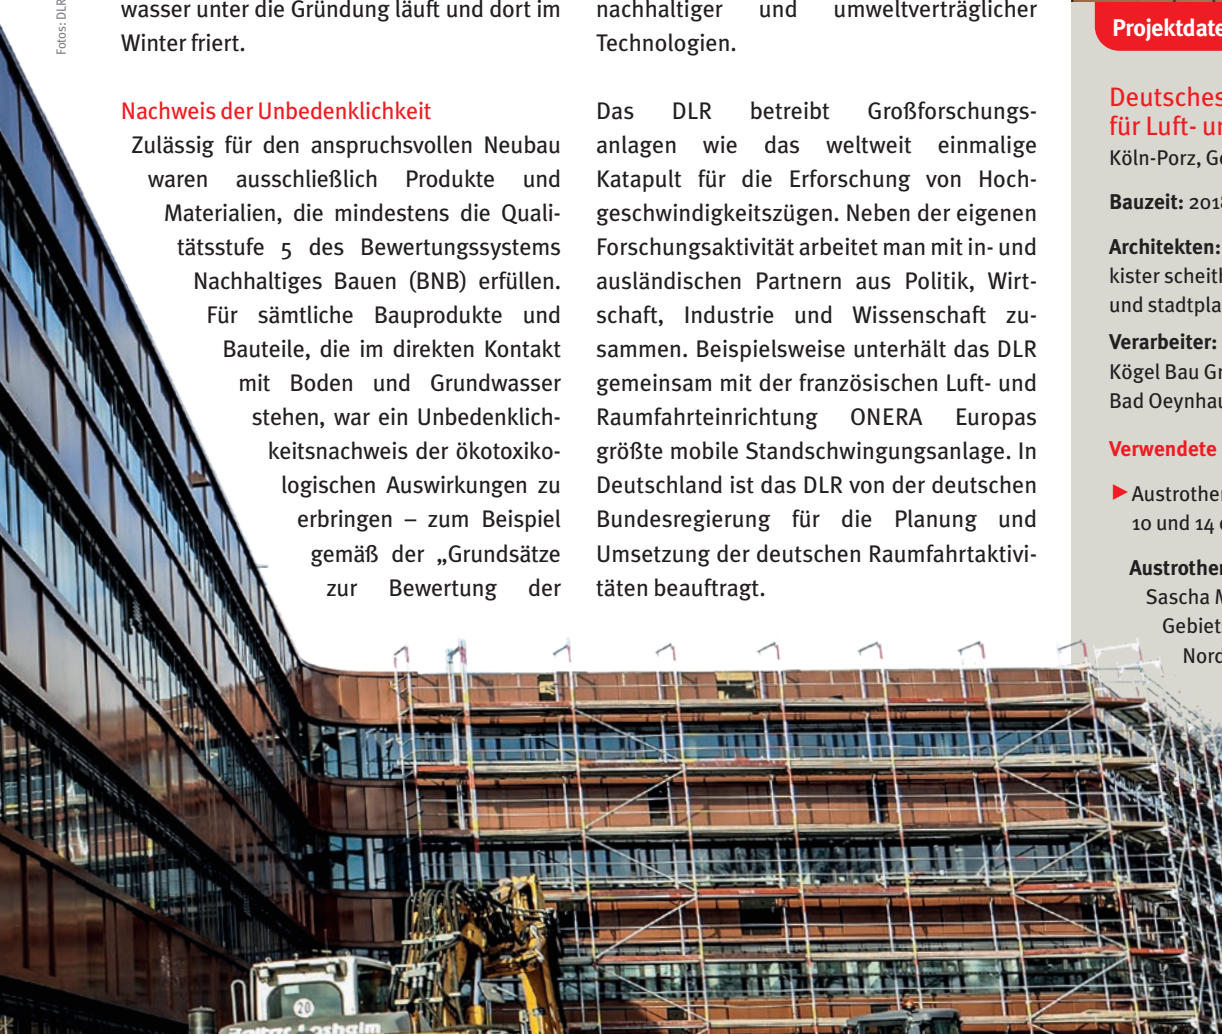 Fotos: DLR
wasser unter die Gründung läuft und dort im
Winter friert.
Nachweis der Unbedenklichkeit
Zulässig für den anspruchsvollen Neubau
waren ausschließlich Produkte und
Materialien, die mindestens die Quali-
tätsstufe 5 des Bewertungssystems
Nachhaltiges Bauen (BNB) erfüllen.
Für sämtliche Bauprodukte und
Bauteile, die im direkten Kontakt
mit Boden und Grundwasser
stehen, war ein Unbedenklich-
keitsnachweis der ökotoxiko-
logischen Auswirkungen zu
erbringen – zum Beispiel
gemäß der „Grundsätze
zur Bewertung der
nachhaltiger und umweltverträglicher
Technologien.
Das DLR betreibt Großforschungs-
anlagen wie das weltweit einmalige
Katapult für die Erforschung von Hoch-
geschwindigkeitszügen. Neben der eigenen
Forschungsaktivität arbeitet man mit in- und
ausländischen Partnern aus Politik, Wirt-
schaft, Industrie und Wissenschaft zu-
sammen. Beispielsweise unterhält das DLR
gemeinsam mit der französischen Luft- und
Raumfahrteinrichtung ONERA Europas
größte mobile Standschwingungsanlage. In
Deutschland ist das DLR von der deutschen
Bundesregierung für die Planung und
Umsetzung der deutschen Raumfahrtaktivi-
täten beauftragt.
Projektdate
Deutsches
für Luft- u
Köln-Porz, G
Bauzeit: 201
Architekten:
kister scheit
und stadtpla
Verarbeiter:
Kögel Bau G
Bad Oeynhau
Verwendete
Austrother
10 und 14
Austrother
Sascha M
Gebiet
Nord
20